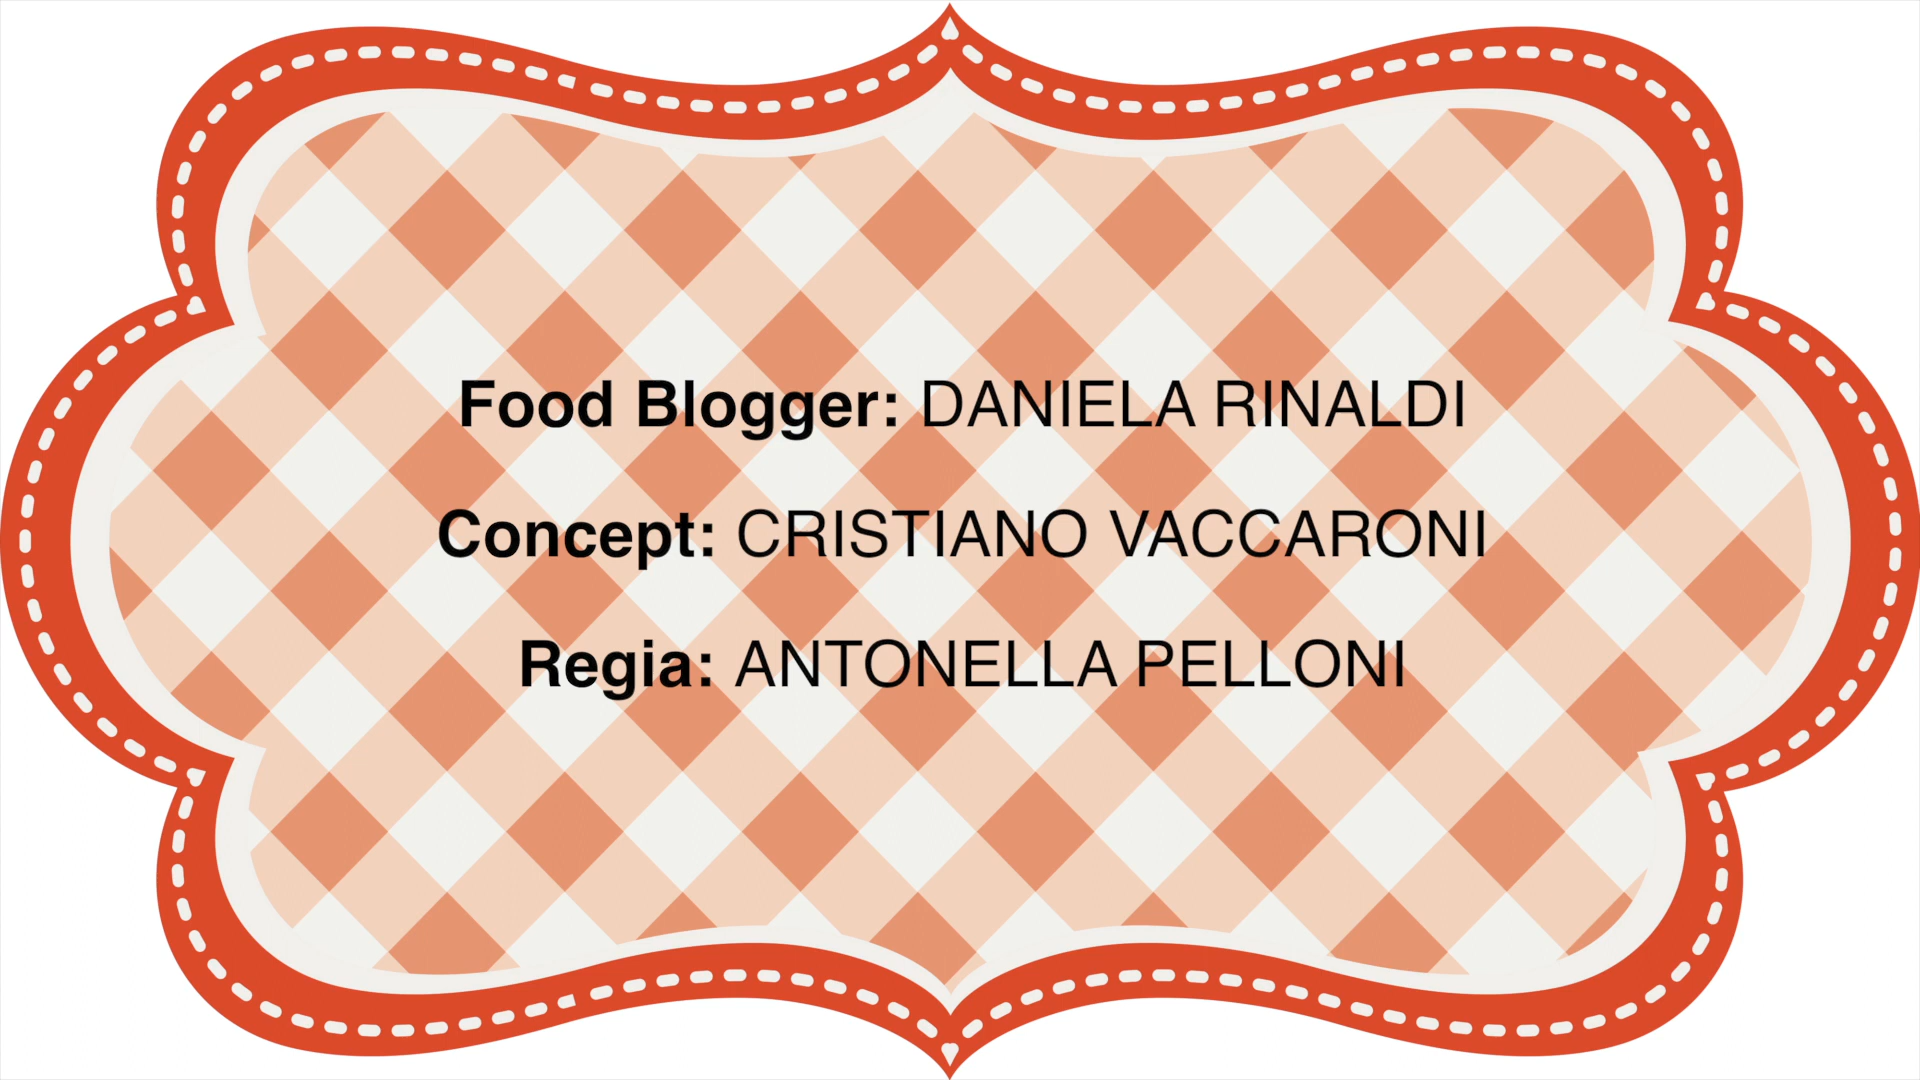 Food Blogger: DANIELA RINALDI
Concept: CRISTIANO VACCARONI
Regia: ANTONELLA PELLONI